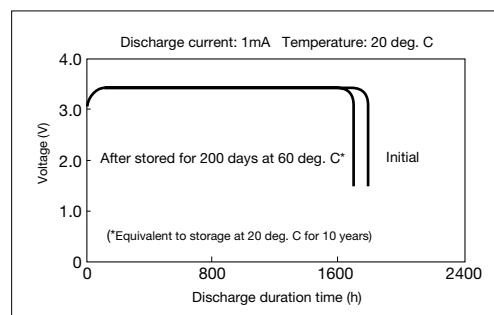 Discharge current: 1mA Temperature: 20 deg. C
4.0
3.0
2.0
1.0
0
Voltage (V)
After stored for 200 days at 60 deg. C*
Initial
(*Equivalent to storage at 20 deg. C for 10 years)
0 800 1600 2400
Discharge duration time (h)